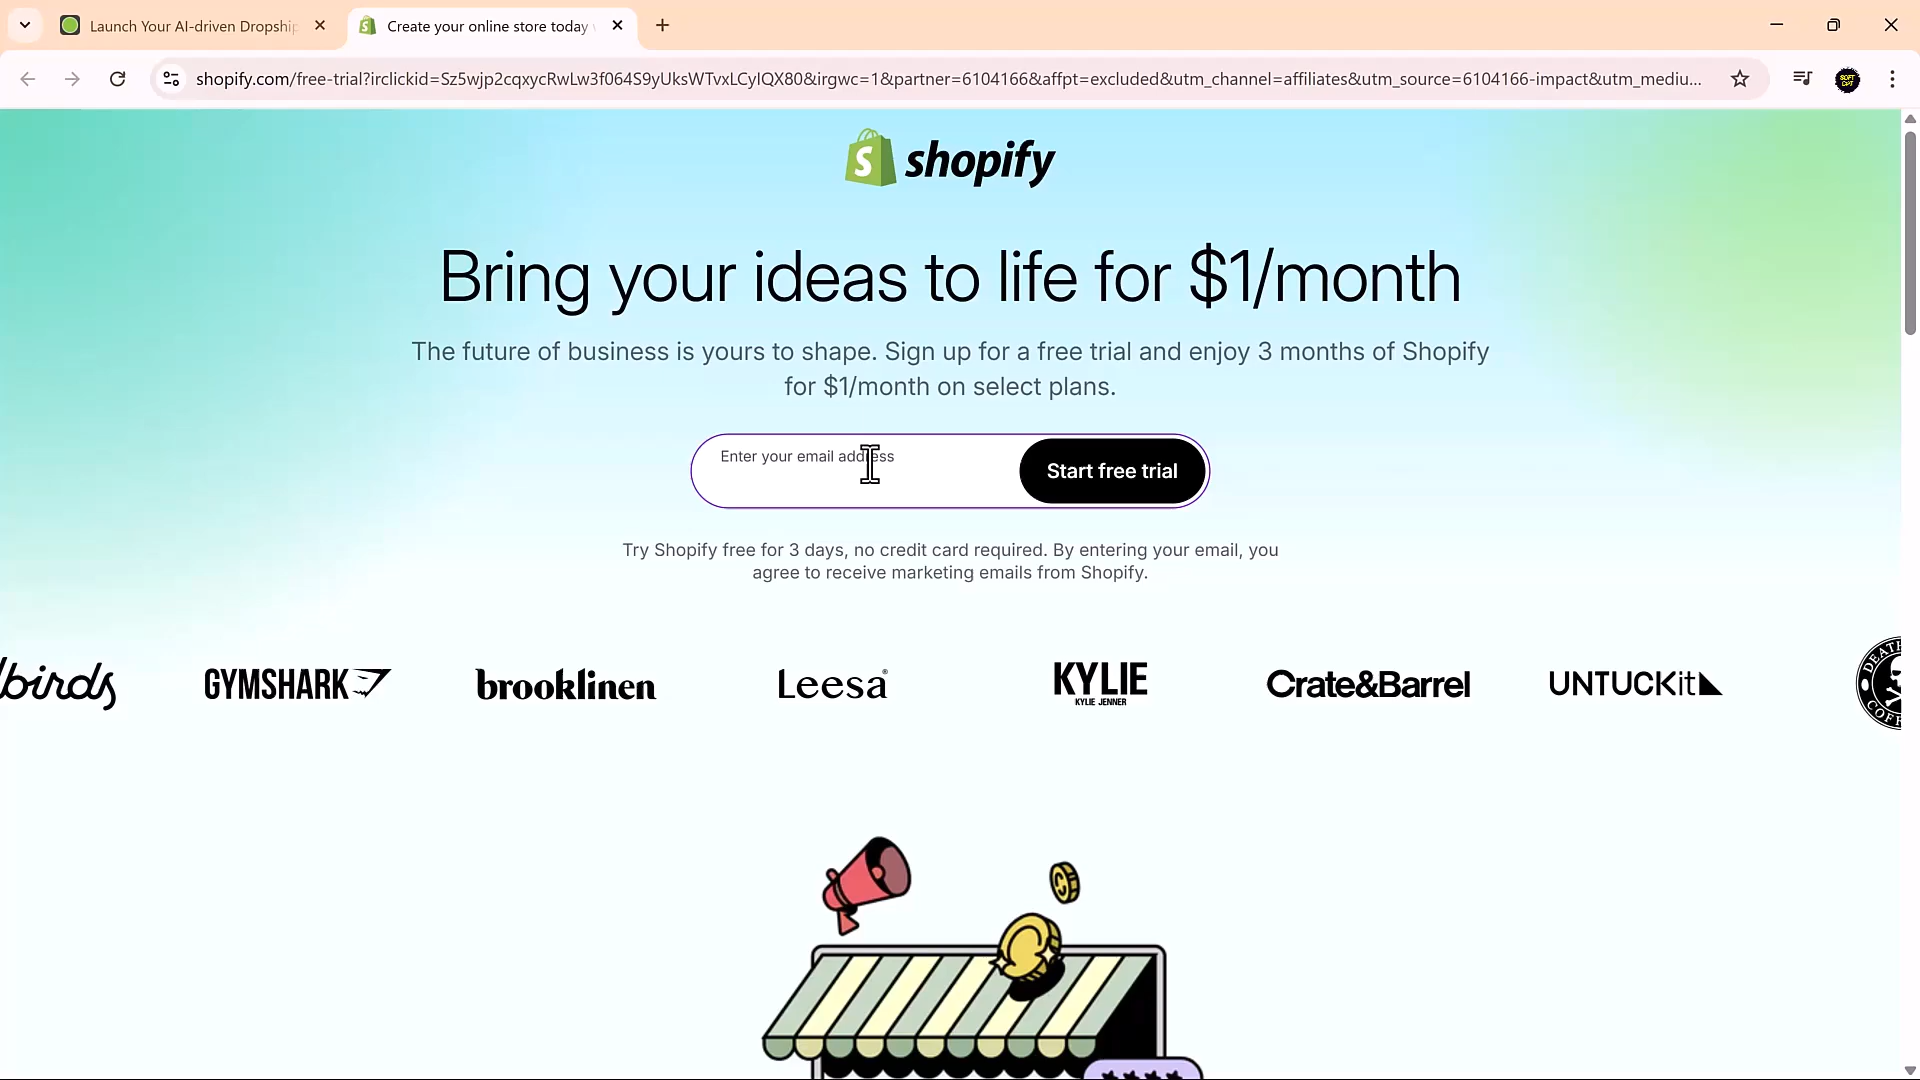 Launch Your AI-driven Dropship
Create your online store today
shopify.com/free-trial?irclickid=Sz5wjp2cqxycRwLw3f064S9yUksWTvxLCyIQX80&irgwc=1&partner=6104166&affpt=excluded&utm_channel=affiliates&utm_source=6104166-impact&utm_mediu...
shopify
Bring your ideas to life for $1/month
The future of business is yours to shape. Sign up for a free trial and enjoy 3 months of Shopify
for $1/month on select plans.
Enter your email address
Start free trial
Try Shopify free for 3 days, no credit card required. By entering your email, you
agree to receive marketing emails from Shopify.
lbirds GYMSHARK brooklinen Leesa KYLIE Crate&Barrel UNTUCKit DEATH
KYLIE JENNER COFF